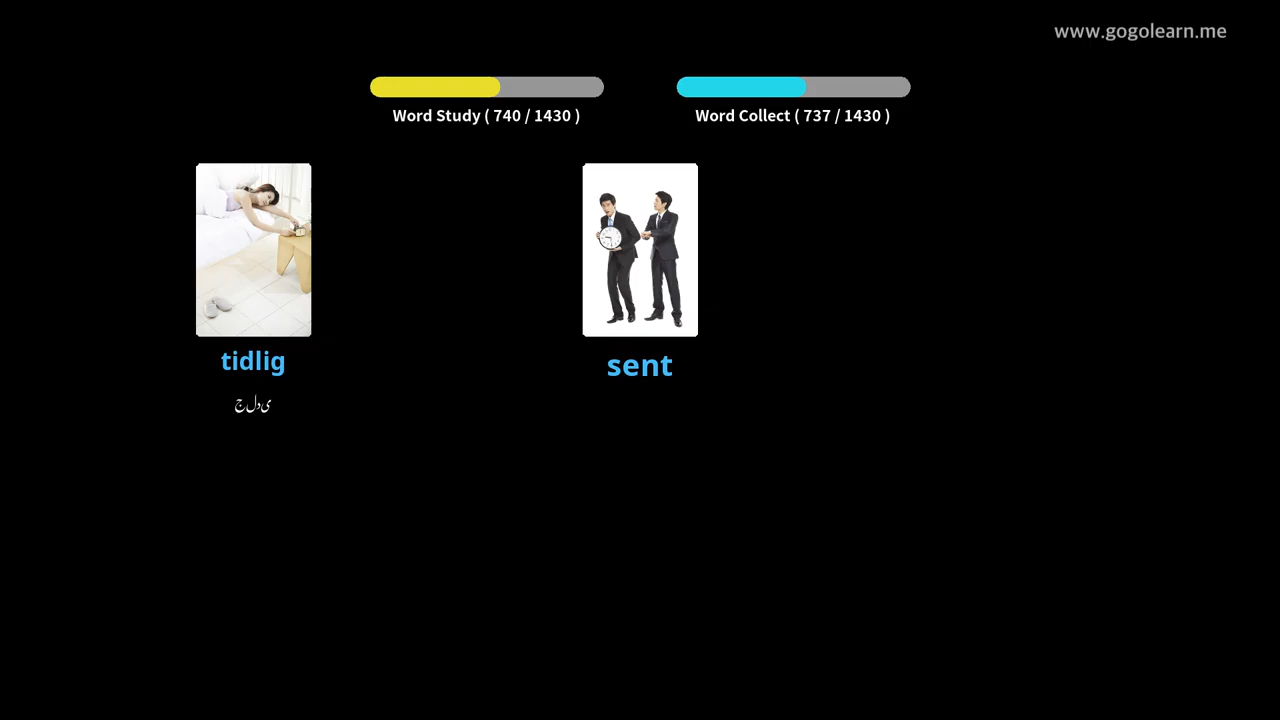 www.gogolearn.me
Word Study ( 740 / 1430 )
Word Collect ( 737 / 1430 )
tidlig
sent
جلدی